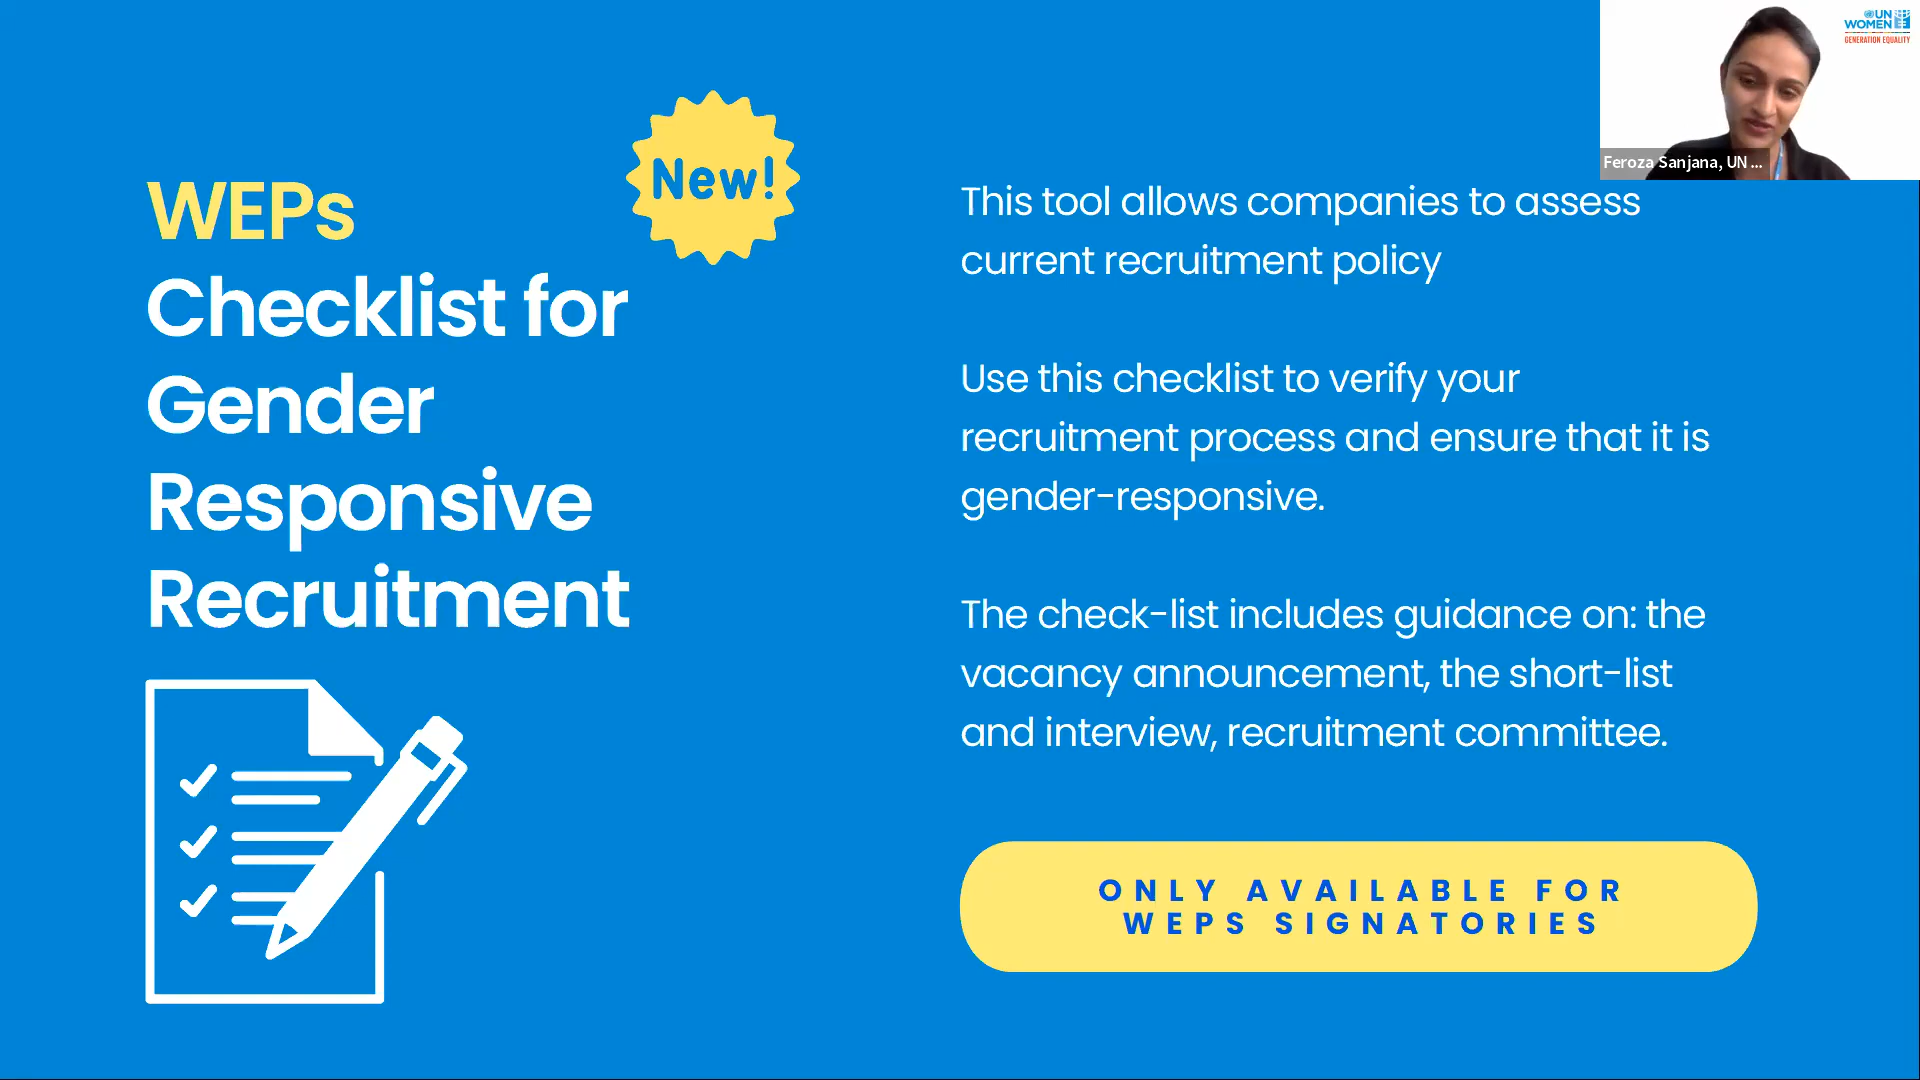 WEPs
Checklist for
Gender
Responsive
Recruitment
New!
This tool allows companies to assess
current recruitment policy
Use this checklist to verify your
recruitment process and ensure that it is
gender-responsive.
The check-list includes guidance on: the
vacancy announcement, the short-list
and interview, recruitment committee.
ONLY AVAILABLE FOR
WEPS SIGNATORIES
UN
WOMEN
GENERATION EQUALITY
Feroza Sanjana, UN ...